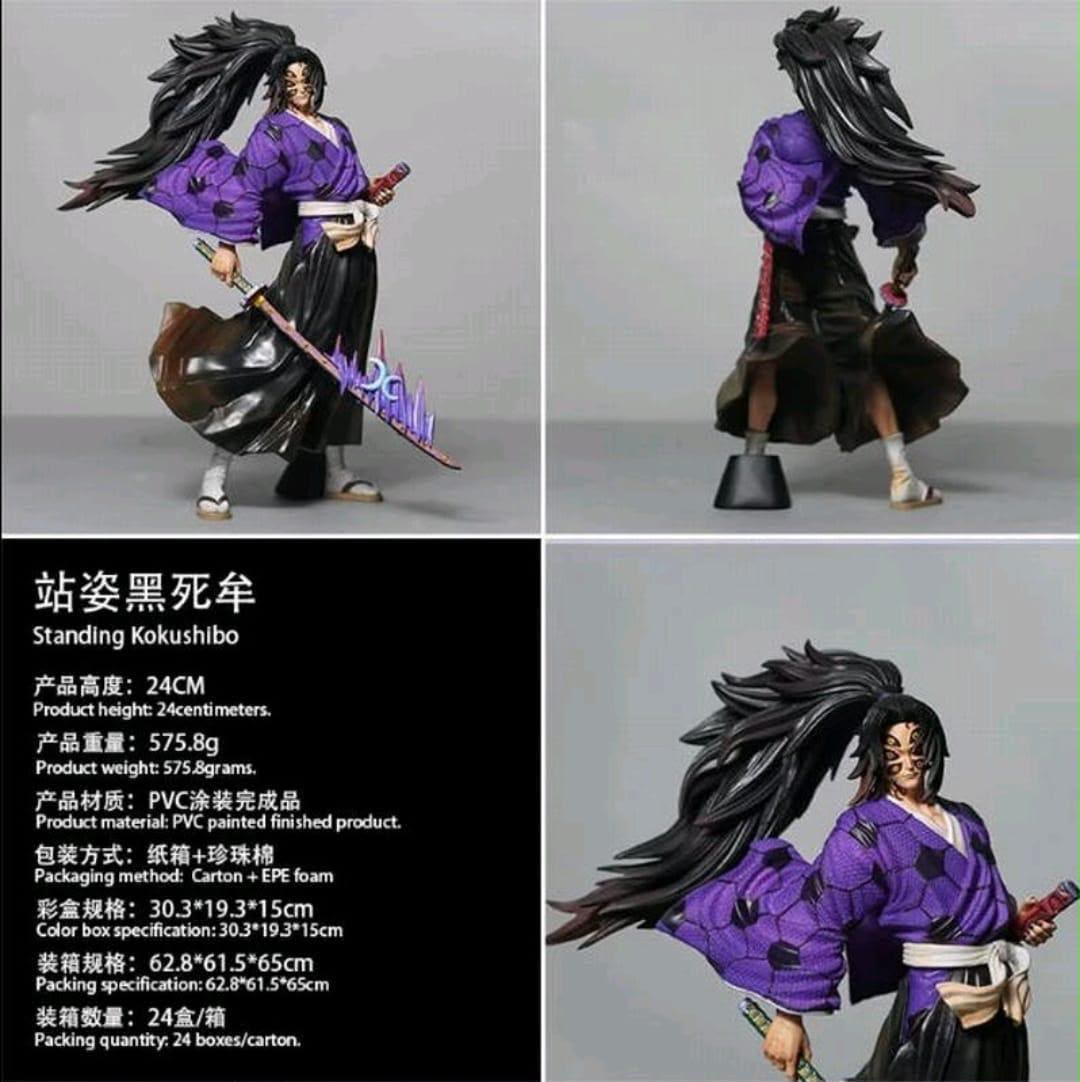 站姿黑死牟
Standing Kokushibo
产品高度：24CM
Product height: 24centimeters.
产品重量：575.8g
Product weight: 575.8grams.
产品材质：PVC涂装完成品
Product material: PVC painted finished product.
包装方式：纸箱+珍珠棉
Packaging method: Carton + EPE foam
彩盒规格：30.3*19.3*15cm
Color box specification: 30.3*19.3*15cm
装箱规格：62.8*61.5*65cm
Packing specification: 62.8*61.5*65cm
装箱数量：24盒/箱
Packing quantity: 24 boxes/carton.